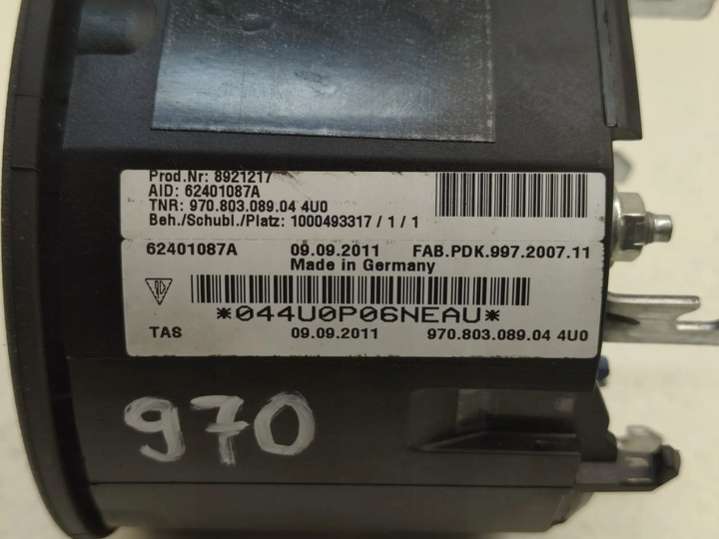 Prod.Nr: 8921217
AID: 62401087A
TNR: 970.803.089.04 4U0
Beh./Schubl./Platz: 1000493317 / 1 / 1
62401087A 09.09.2011 FAB.PDK.997.2007.11
Made in Germany
*044U0P06NEAU*
TAS 09.09.2011 970.803.089.04 4U0
970